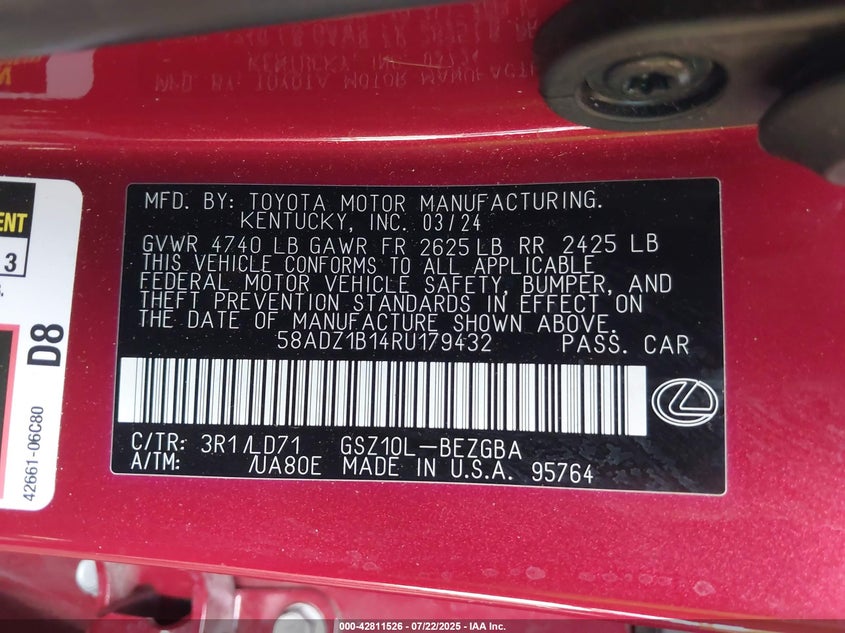 MFD. BY: TOYOTA MOTOR MANUFACTURING.
KENTUCKY, INC. 03/24
GVWR 4740 LB GAWR FR 2625 LB RR 2425 LB
THIS VEHICLE CONFORMS TO ALL APPLICABLE
FEDERAL MOTOR VEHICLE SAFETY, BUMPER, AND
THEFT PREVENTION STANDARDS IN EFFECT ON
THE DATE OF MANUFACTURE SHOWN ABOVE.
58ADZ1B14RU179432 PASS. CAR
C/TR: 3R1/LD71 GSZ10L-BEZGBA
A/TM: /UA80E MADE IN U.S.A. 95764
ENT
13
D8
42661-06C80
000-42811526 - 07/22/2025 - IAA Inc.